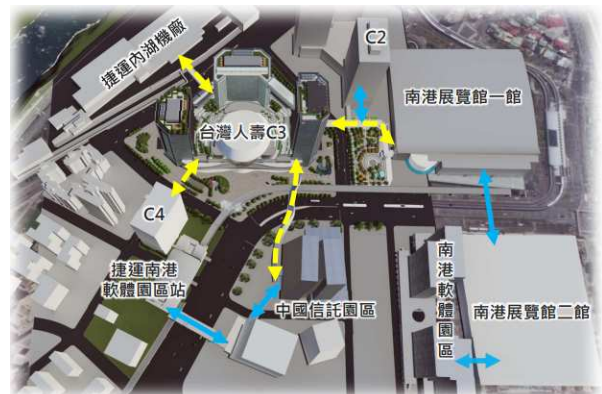 C2
捷運內湖機廠
南港展覽館一館
台灣人壽C3
C4
南港軟體園區
捷運南港
軟體園區站
中國信託園區
南港展覽館二館